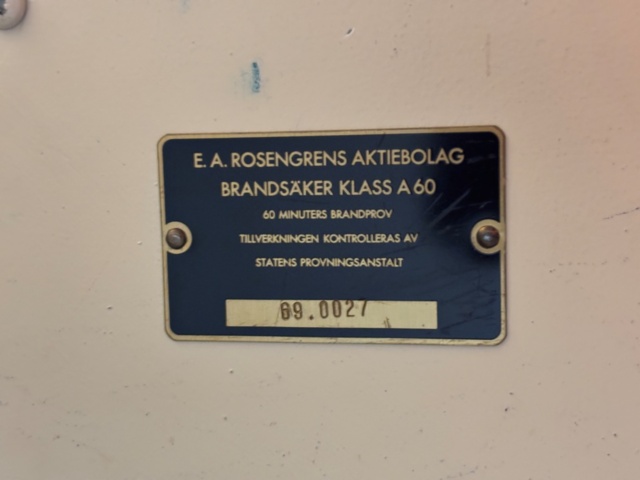 E. A. ROSENGRENS AKTIEBOLAG
BRANDSÄKER KLASS A 60
60 MINUTERS BRANDPROV
TILLVERKNINGEN KONTROLLERAS AV
STATENS PROVNINGSANSTALT
69.0027